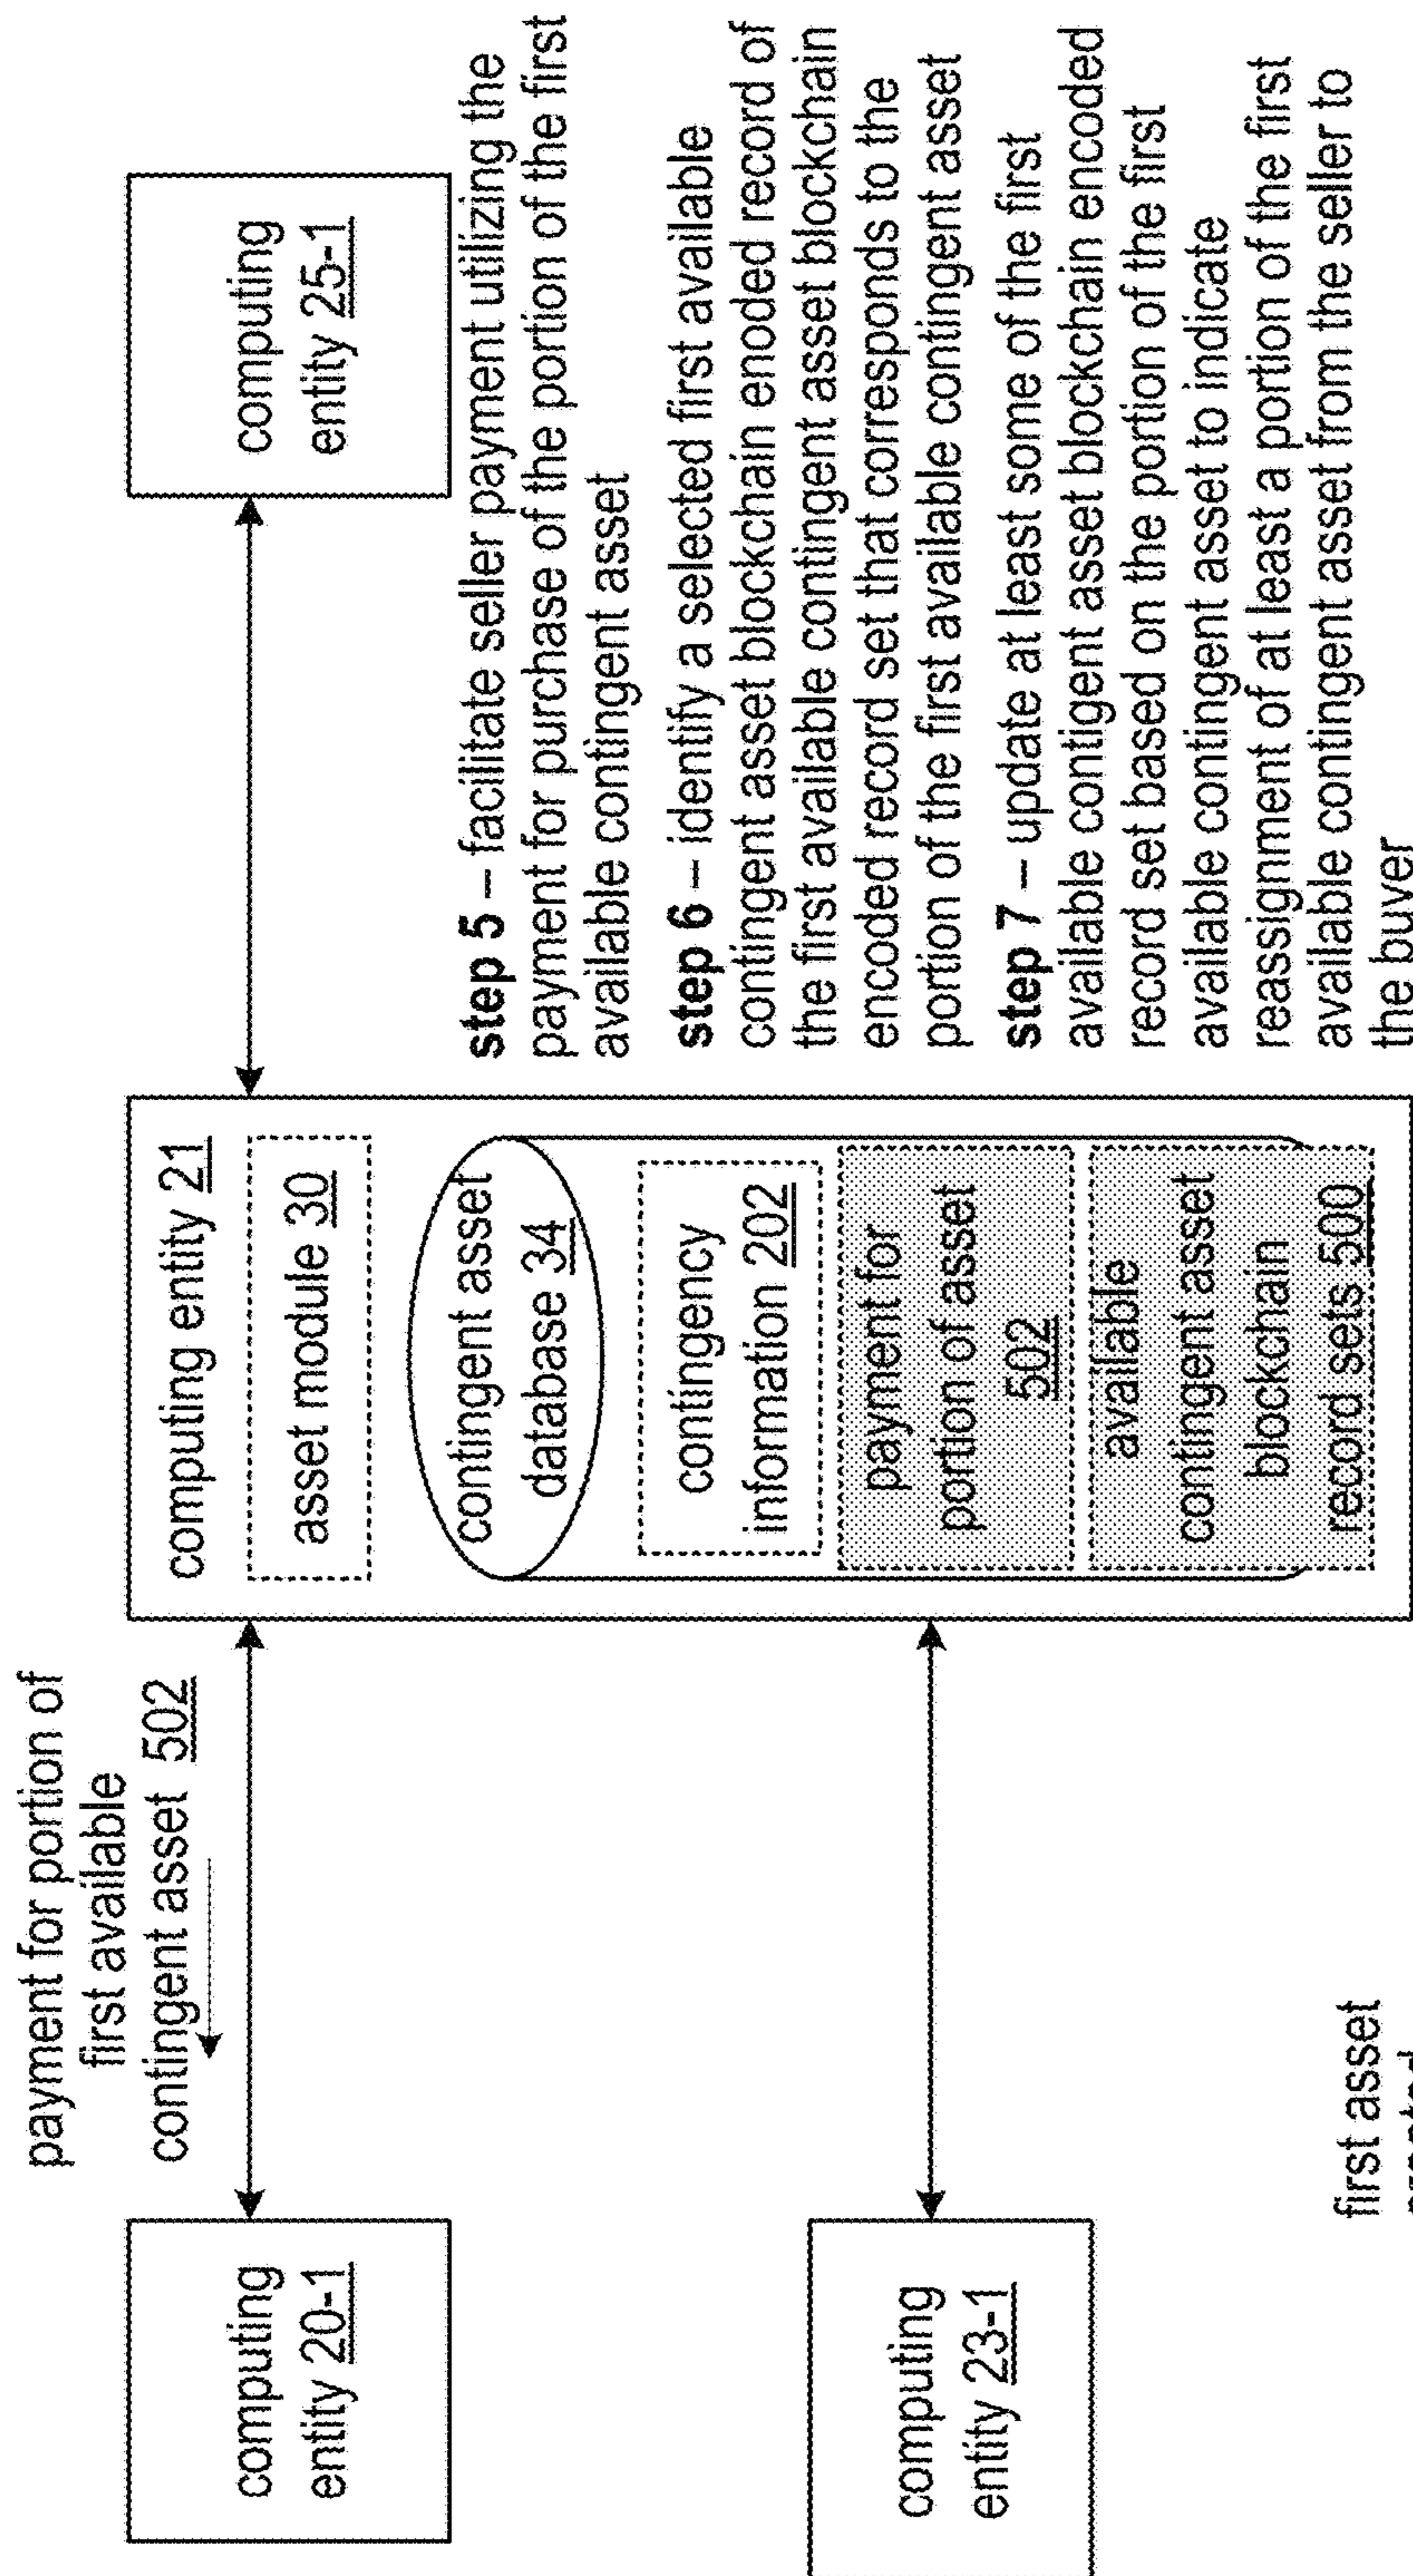 payment for portion of
first available
contingent asset 502
computing
entity 20-1
computing entity 21
asset module 30
contingent asset
database 34
contingency
information 202
payment for
portion of asset
502
available
contingent asset
blockchain
record sets 500
computing
entity 25-1
computing
entity 23-1
step 5 – facilitate seller payment utilizing the
payment for purchase of the portion of the first
available contingent asset
step 6 – identify a selected first available
contingent asset blockchain enoded record of
the first available contingent asset blockchain
encoded record set that corresponds to the
portion of the first available contingent asset
step 7 – update at least some of the first
available contigent asset blockchain encoded
record set based on the portion of the first
available contingent asset to indicate
reassignment of at least a portion of the first
available contingent asset from the seller to
the buyer
first asset